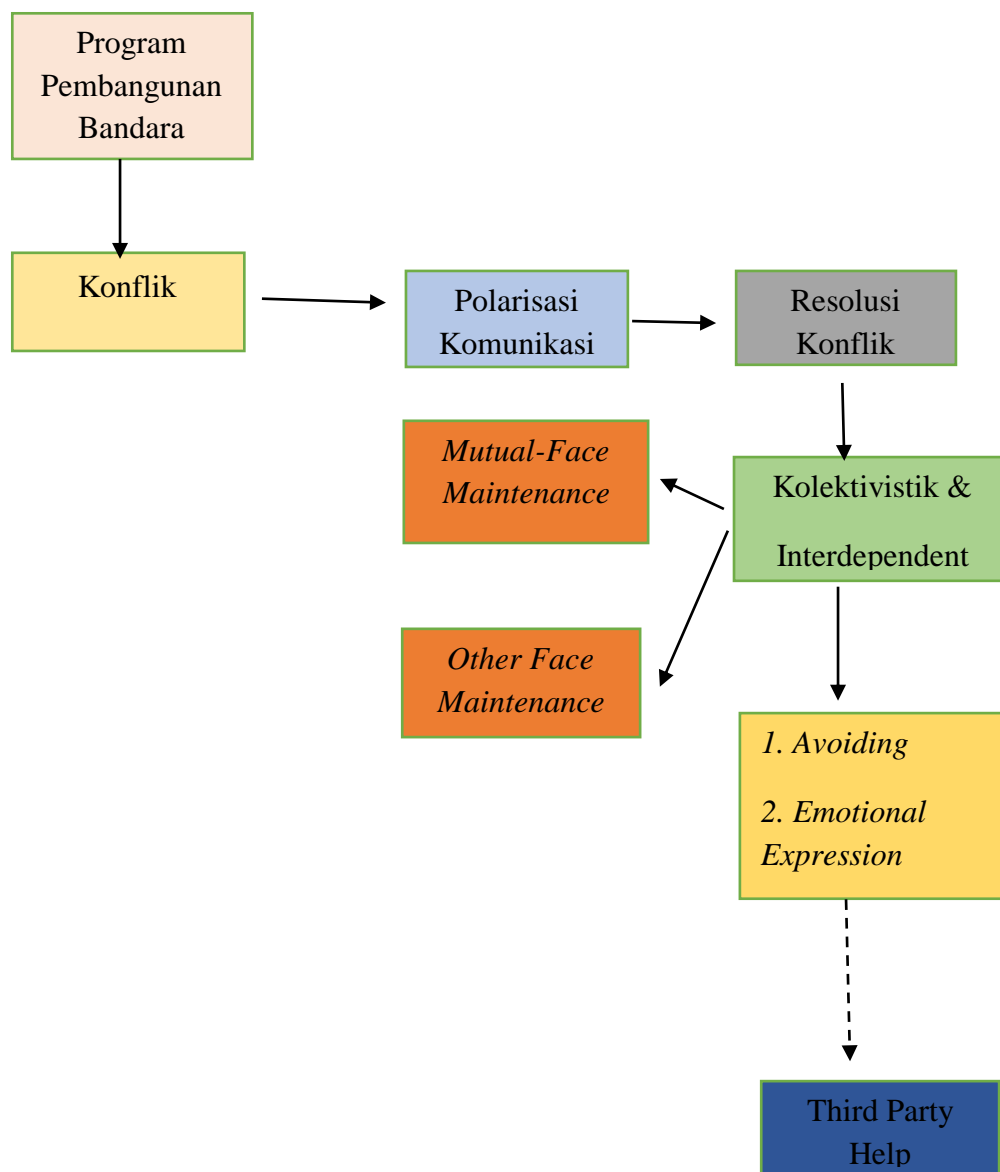 Program
Pembangunan
Bandara
Konflik
Polarisasi
Komunikasi
Resolusi
Konflik
Mutual-Face
Maintenance
Kolektivistik &
Interdependent
Other Face
Maintenance
1. Avoiding
2. Emotional
Expression
Third Party
Help